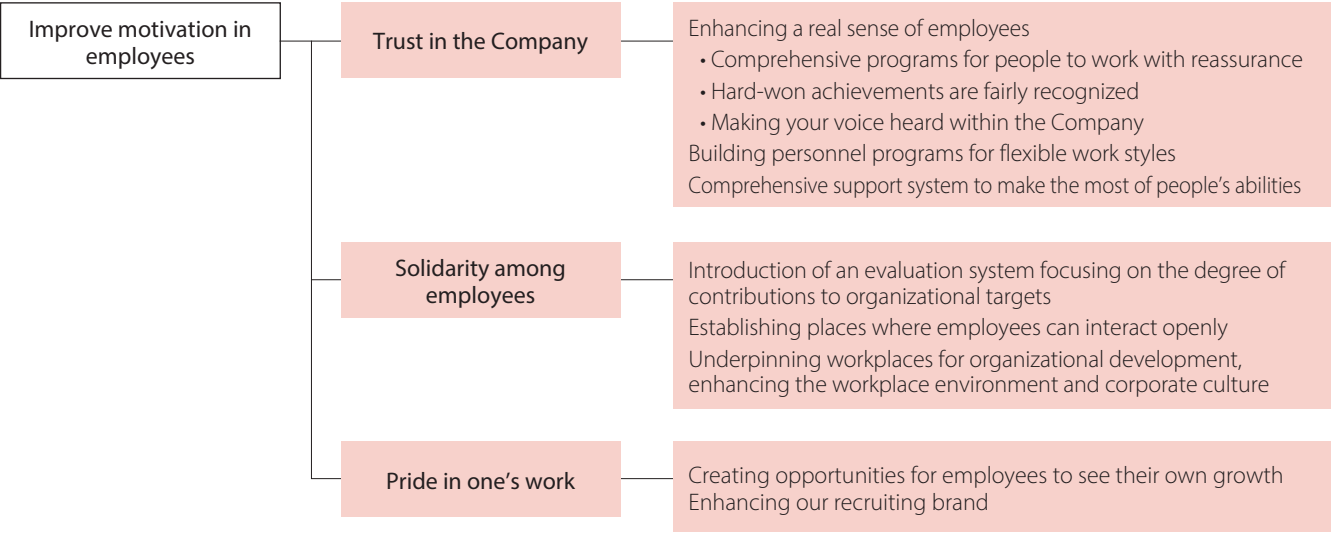 Improve motivation in
employees
Trust in the Company
Enhancing a real sense of employees
• Comprehensive programs for people to work with reassurance
• Hard-won achievements are fairly recognized
• Making your voice heard within the Company
Building personnel programs for flexible work styles
Comprehensive support system to make the most of people’s abilities
Solidarity among
employees
Introduction of an evaluation system focusing on the degree of
contributions to organizational targets
Establishing places where employees can interact openly
Underpinning workplaces for organizational development,
enhancing the workplace environment and corporate culture
Pride in one’s work
Creating opportunities for employees to see their own growth
Enhancing our recruiting brand